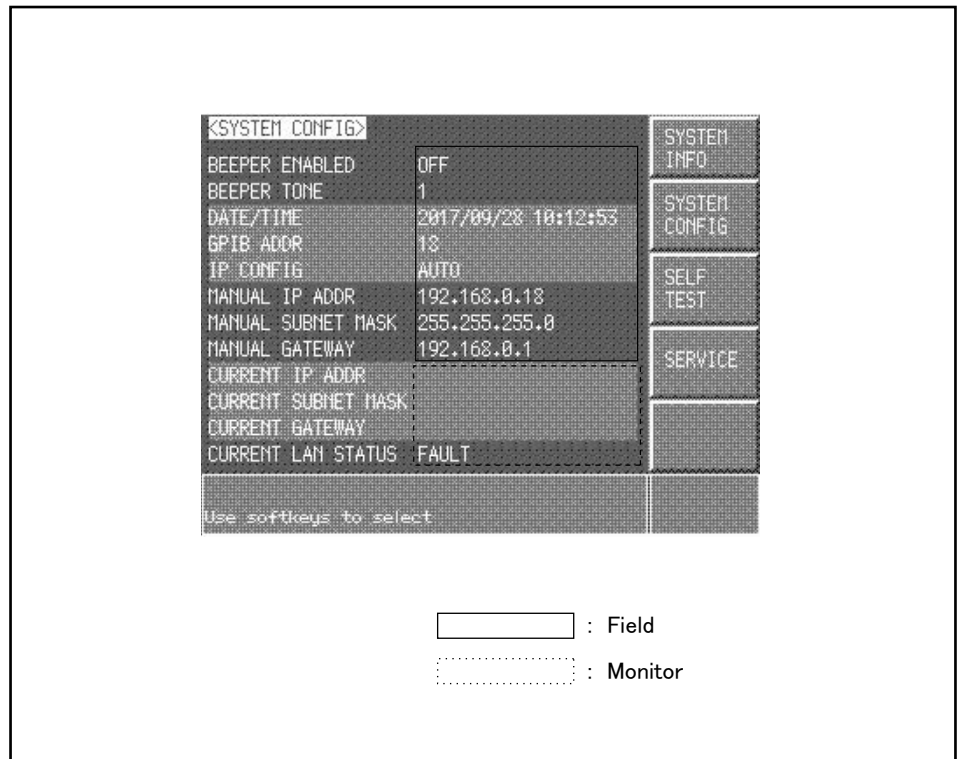 <SYSTEM CONFIG>
BEEPER ENABLED OFF
BEEPER TONE 1
DATE/TIME 2017/09/28 10:12:53
GPIB ADDR 18
IP CONFIG AUTO
MANUAL IP ADDR 192.168.0.18
MANUAL SUBNET MASK 255.255.255.0
MANUAL GATEWAY 192.168.0.1
CURRENT IP ADDR
CURRENT SUBNET MASK
CURRENT GATEWAY
CURRENT LAN STATUS FAULT
SYSTEM
INFO
SYSTEM
CONFIG
SELF
TEST
SERVICE
Use softkeys to select
: Field
: Monitor